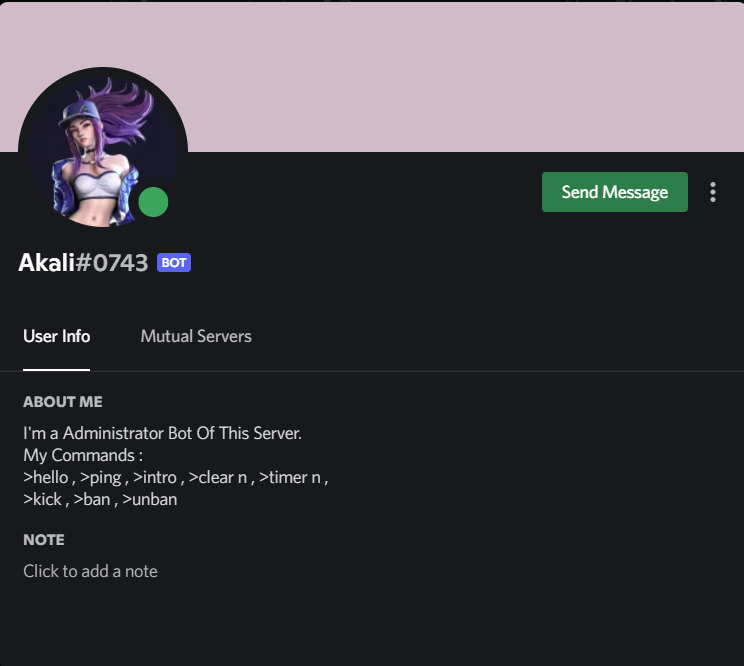 Send Message
Akali#0743 BOT
User Info Mutual Servers
ABOUT ME
I'm a Administrator Bot Of This Server.
My Commands :
>hello , >ping , >intro , >clear n , >timer n ,
>kick , >ban , >unban
NOTE
Click to add a note